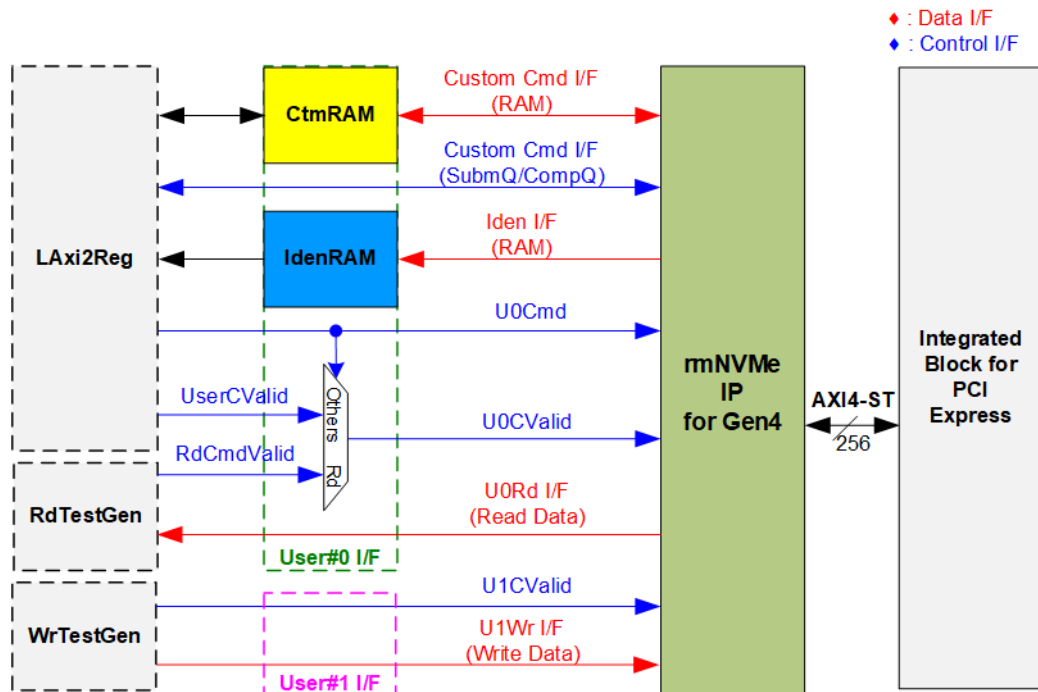 ♦ : Data I/F
♦ : Control I/F
LAxi2Reg
CtmRAM
Custom Cmd I/F
(RAM)
Custom Cmd I/F
(SubmQ/CompQ)
IdenRAM
Iden I/F
(RAM)
U0Cmd
UserCValid
Others
Rd
U0CValid
RdCmdValid
RdTestGen
U0Rd I/F
(Read Data)
User#0 I/F
WrTestGen
U1CValid
U1Wr I/F
(Write Data)
User#1 I/F
rmNVMe
IP
for Gen4
AXI4-ST
256
Integrated
Block for
PCI
Express